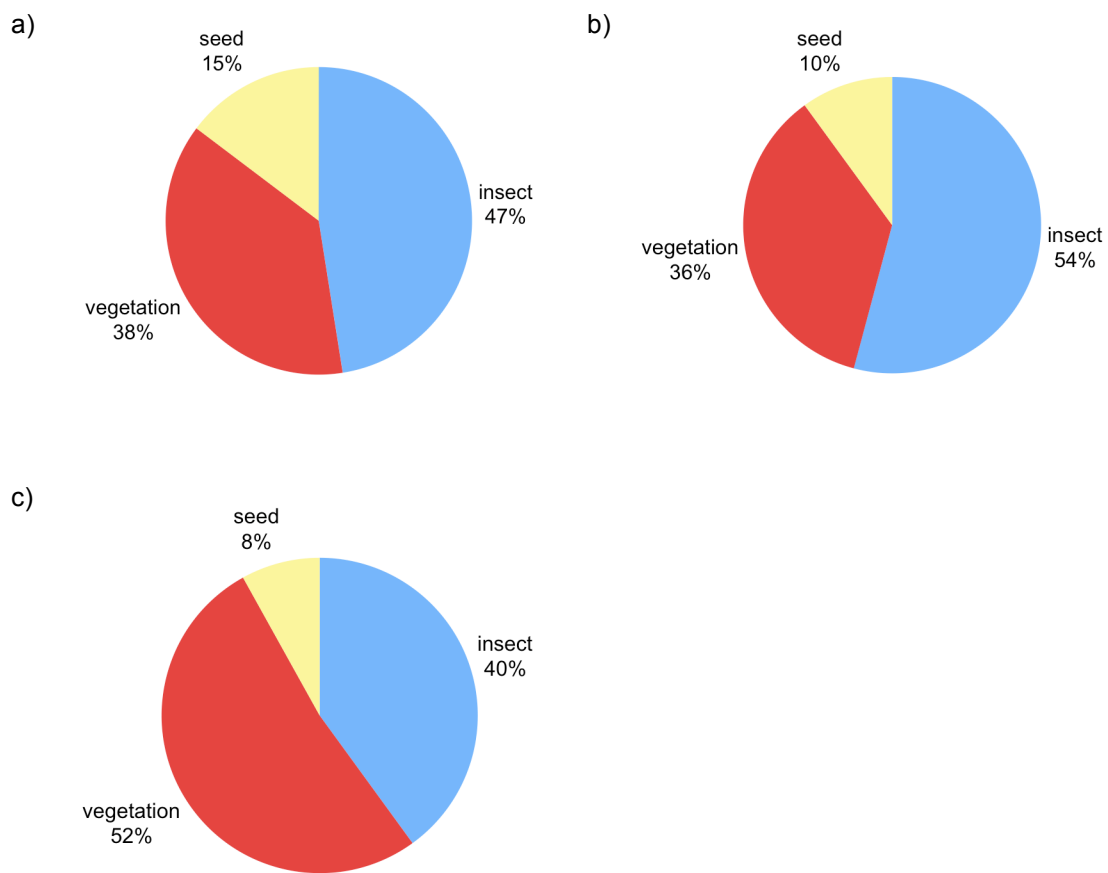 a)
seed
15%
insect
47%
vegetation
38%
b)
seed
10%
insect
54%
vegetation
36%
c)
seed
8%
insect
40%
vegetation
52%